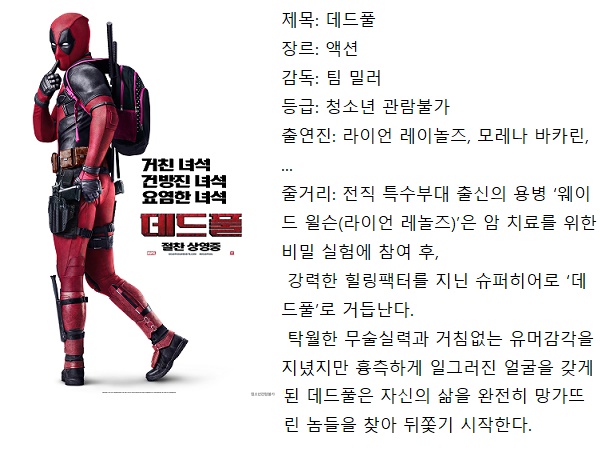 거친 녀석
건방진 녀석
요염한 녀석
데드풀
절찬 상영중
MARVEL
제목: 데드풀
장르: 액션
감독: 팀 밀러
등급: 청소년 관람불가
출연진: 라이언 레이놀즈, 모레나 바카린,
...
줄거리: 전직 특수부대 출신의 용병 ‘웨이
드 윌슨(라이언 레놀즈)’은 암 치료를 위한
비밀 실험에 참여 후,
강력한 힐링팩터를 지닌 슈퍼히어로 ‘데
드풀’로 거듭난다.
탁월한 무술실력과 거침없는 유머감각을
지녔지만 흉측하게 일그러진 얼굴을 갖게
된 데드풀은 자신의 삶을 완전히 망가뜨
린 놈들을 찾아 뒤쫓기 시작한다.